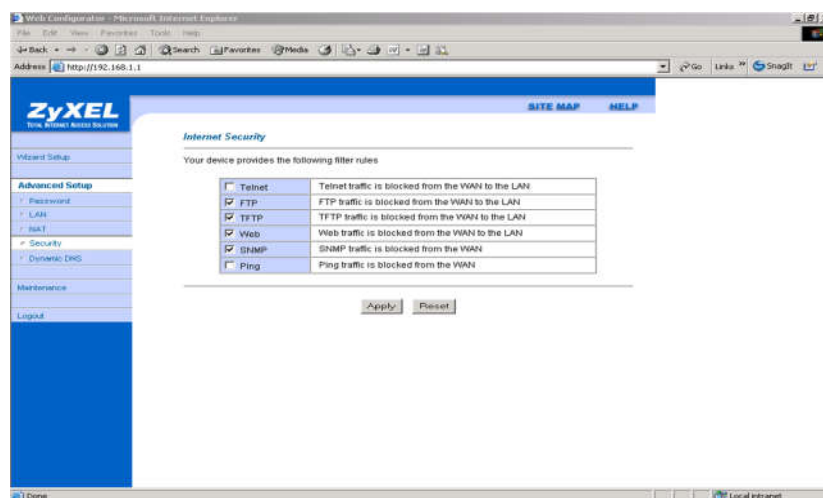 Web Configurator - Microsoft Internet Explorer
File Edit View Favorites Tools Help
Back Search Favorites Media
Address http://192.168.1.1 Go Links » SnagIt
ZyXEL
TOTAL INTERNET ACCESS SOLUTION
SITE MAP HELP
Wizard Setup
Advanced Setup
Password
LAN
NAT
Security
Dynamic DNS
Maintenance
Logout
Internet Security
Your device provides the following filter rules
Telnet Telnet traffic is blocked from the WAN to the LAN
FTP FTP traffic is blocked from the WAN to the LAN
TFTP TFTP traffic is blocked from the WAN to the LAN
Web Web traffic is blocked from the WAN to the LAN
SNMP SNMP traffic is blocked from the WAN
Ping Ping traffic is blocked from the WAN
Apply Reset
Done Local intranet